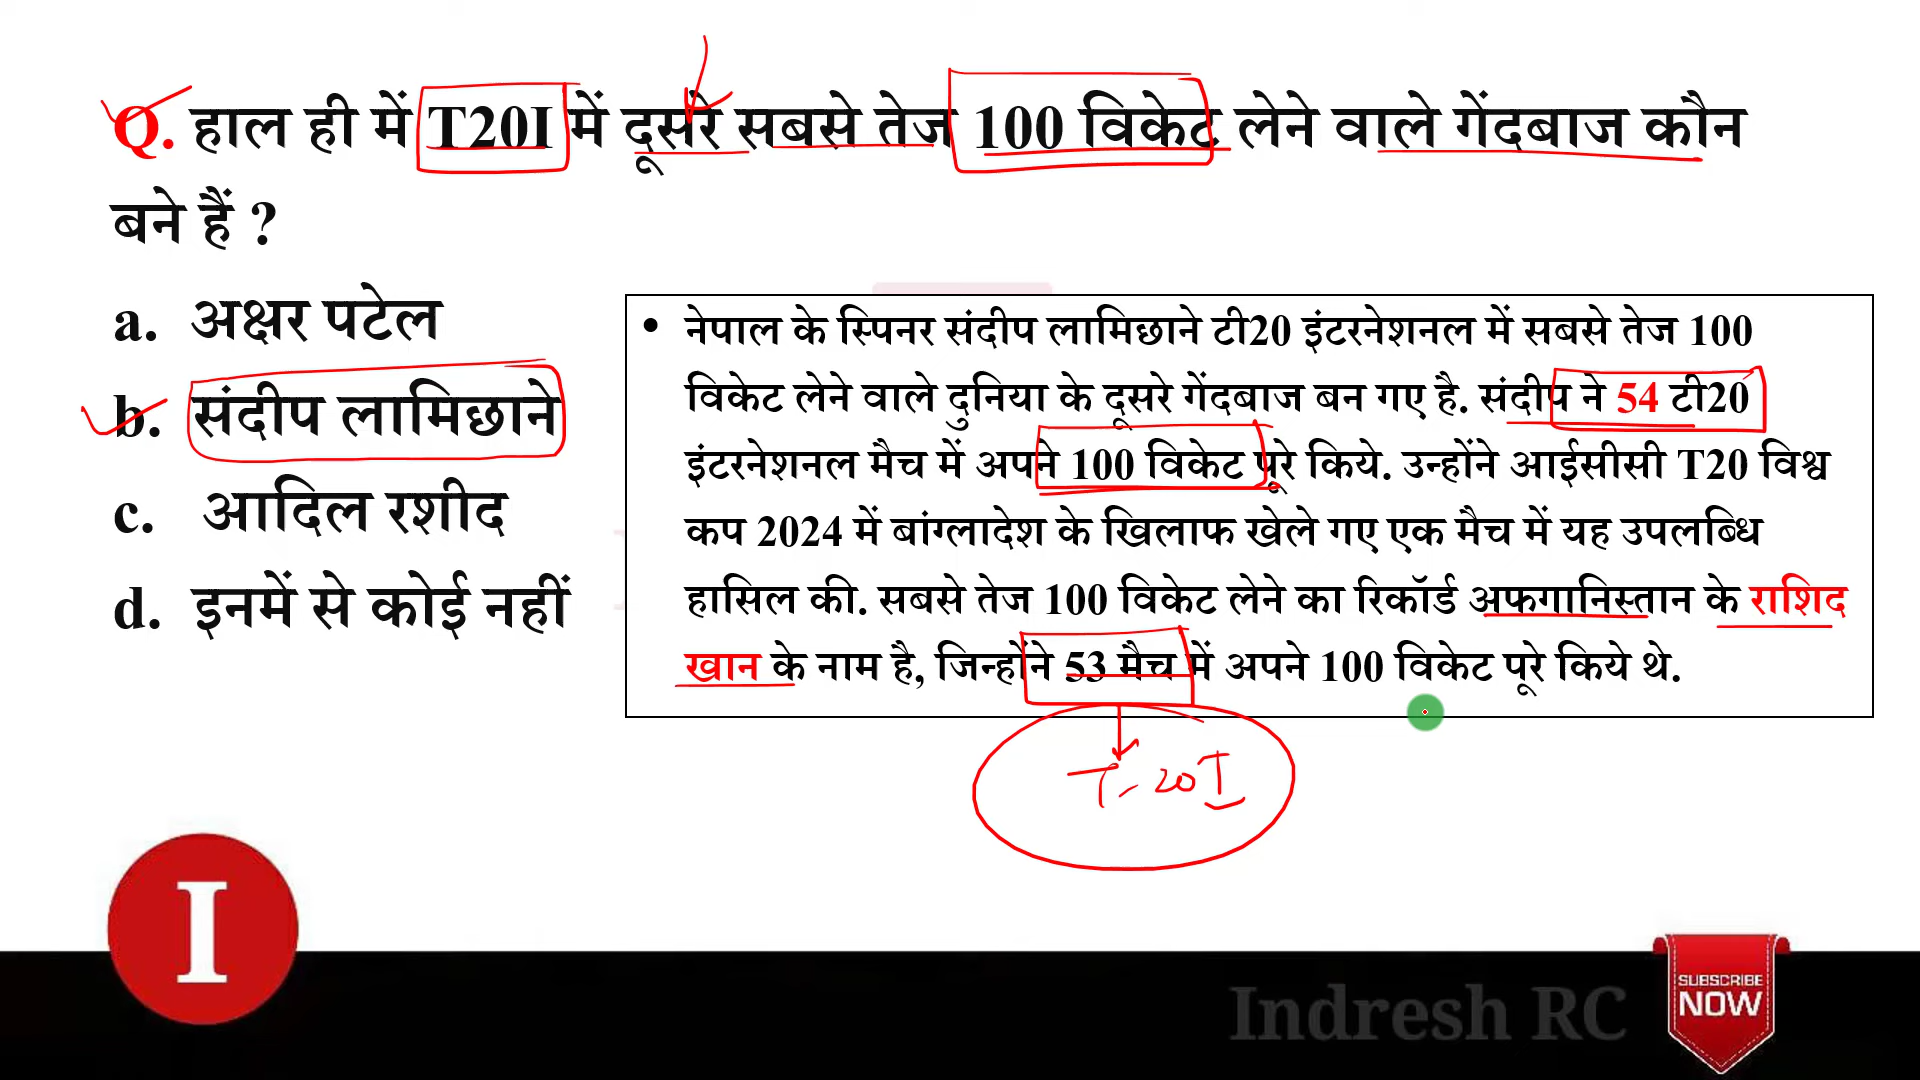 Q. हाल ही में T20I में दूसरे सबसे तेज 100 विकेट लेने वाले गेंदबाज कौन
बने हैं ?
a. अक्षर पटेल
b. संदीप लामिछाने
c. आदिल रशीद
d. इनमें से कोई नहीं
• नेपाल के स्पिनर संदीप लामिछाने टी20 इंटरनेशनल में सबसे तेज 100
विकेट लेने वाले दुनिया के दूसरे गेंदबाज बन गए है. संदीप ने 54 टी20
इंटरनेशनल मैच में अपने 100 विकेट पूरे किये. उन्होंने आईसीसी T20 विश्व
कप 2024 में बांग्लादेश के खिलाफ खेले गए एक मैच में यह उपलब्धि
हासिल की. सबसे तेज 100 विकेट लेने का रिकॉर्ड अफगानिस्तान के राशिद
खान के नाम है, जिन्होंने 53 मैच में अपने 100 विकेट पूरे किये थे.
T-20I
I
Indresh RC
SUBSCRIBE
NOW